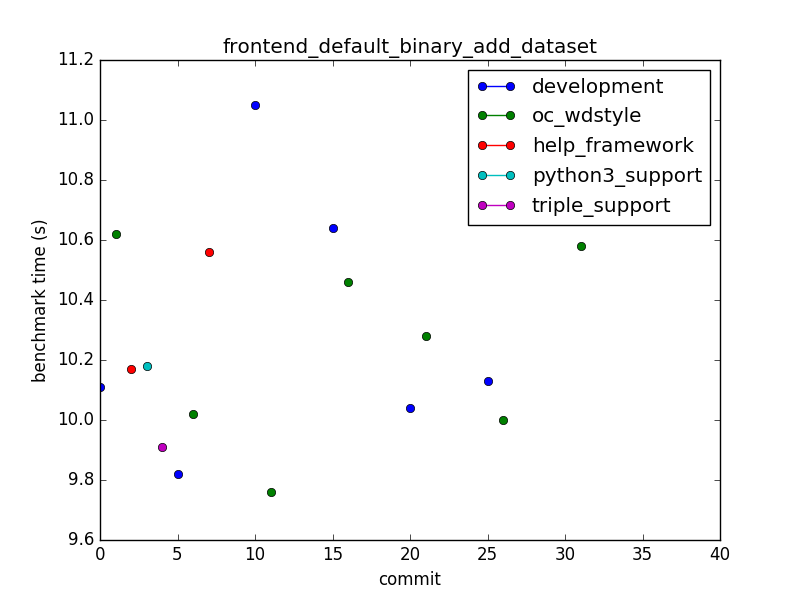 frontend_default_binary_add_dataset
11.2
11.0
10.8
10.6
10.4
10.2
10.0
9.8
9.6
benchmark time (s)
development
oc_wdstyle
help_framework
python3_support
triple_support
0 5 10 15 20 25 30 35 40
commit